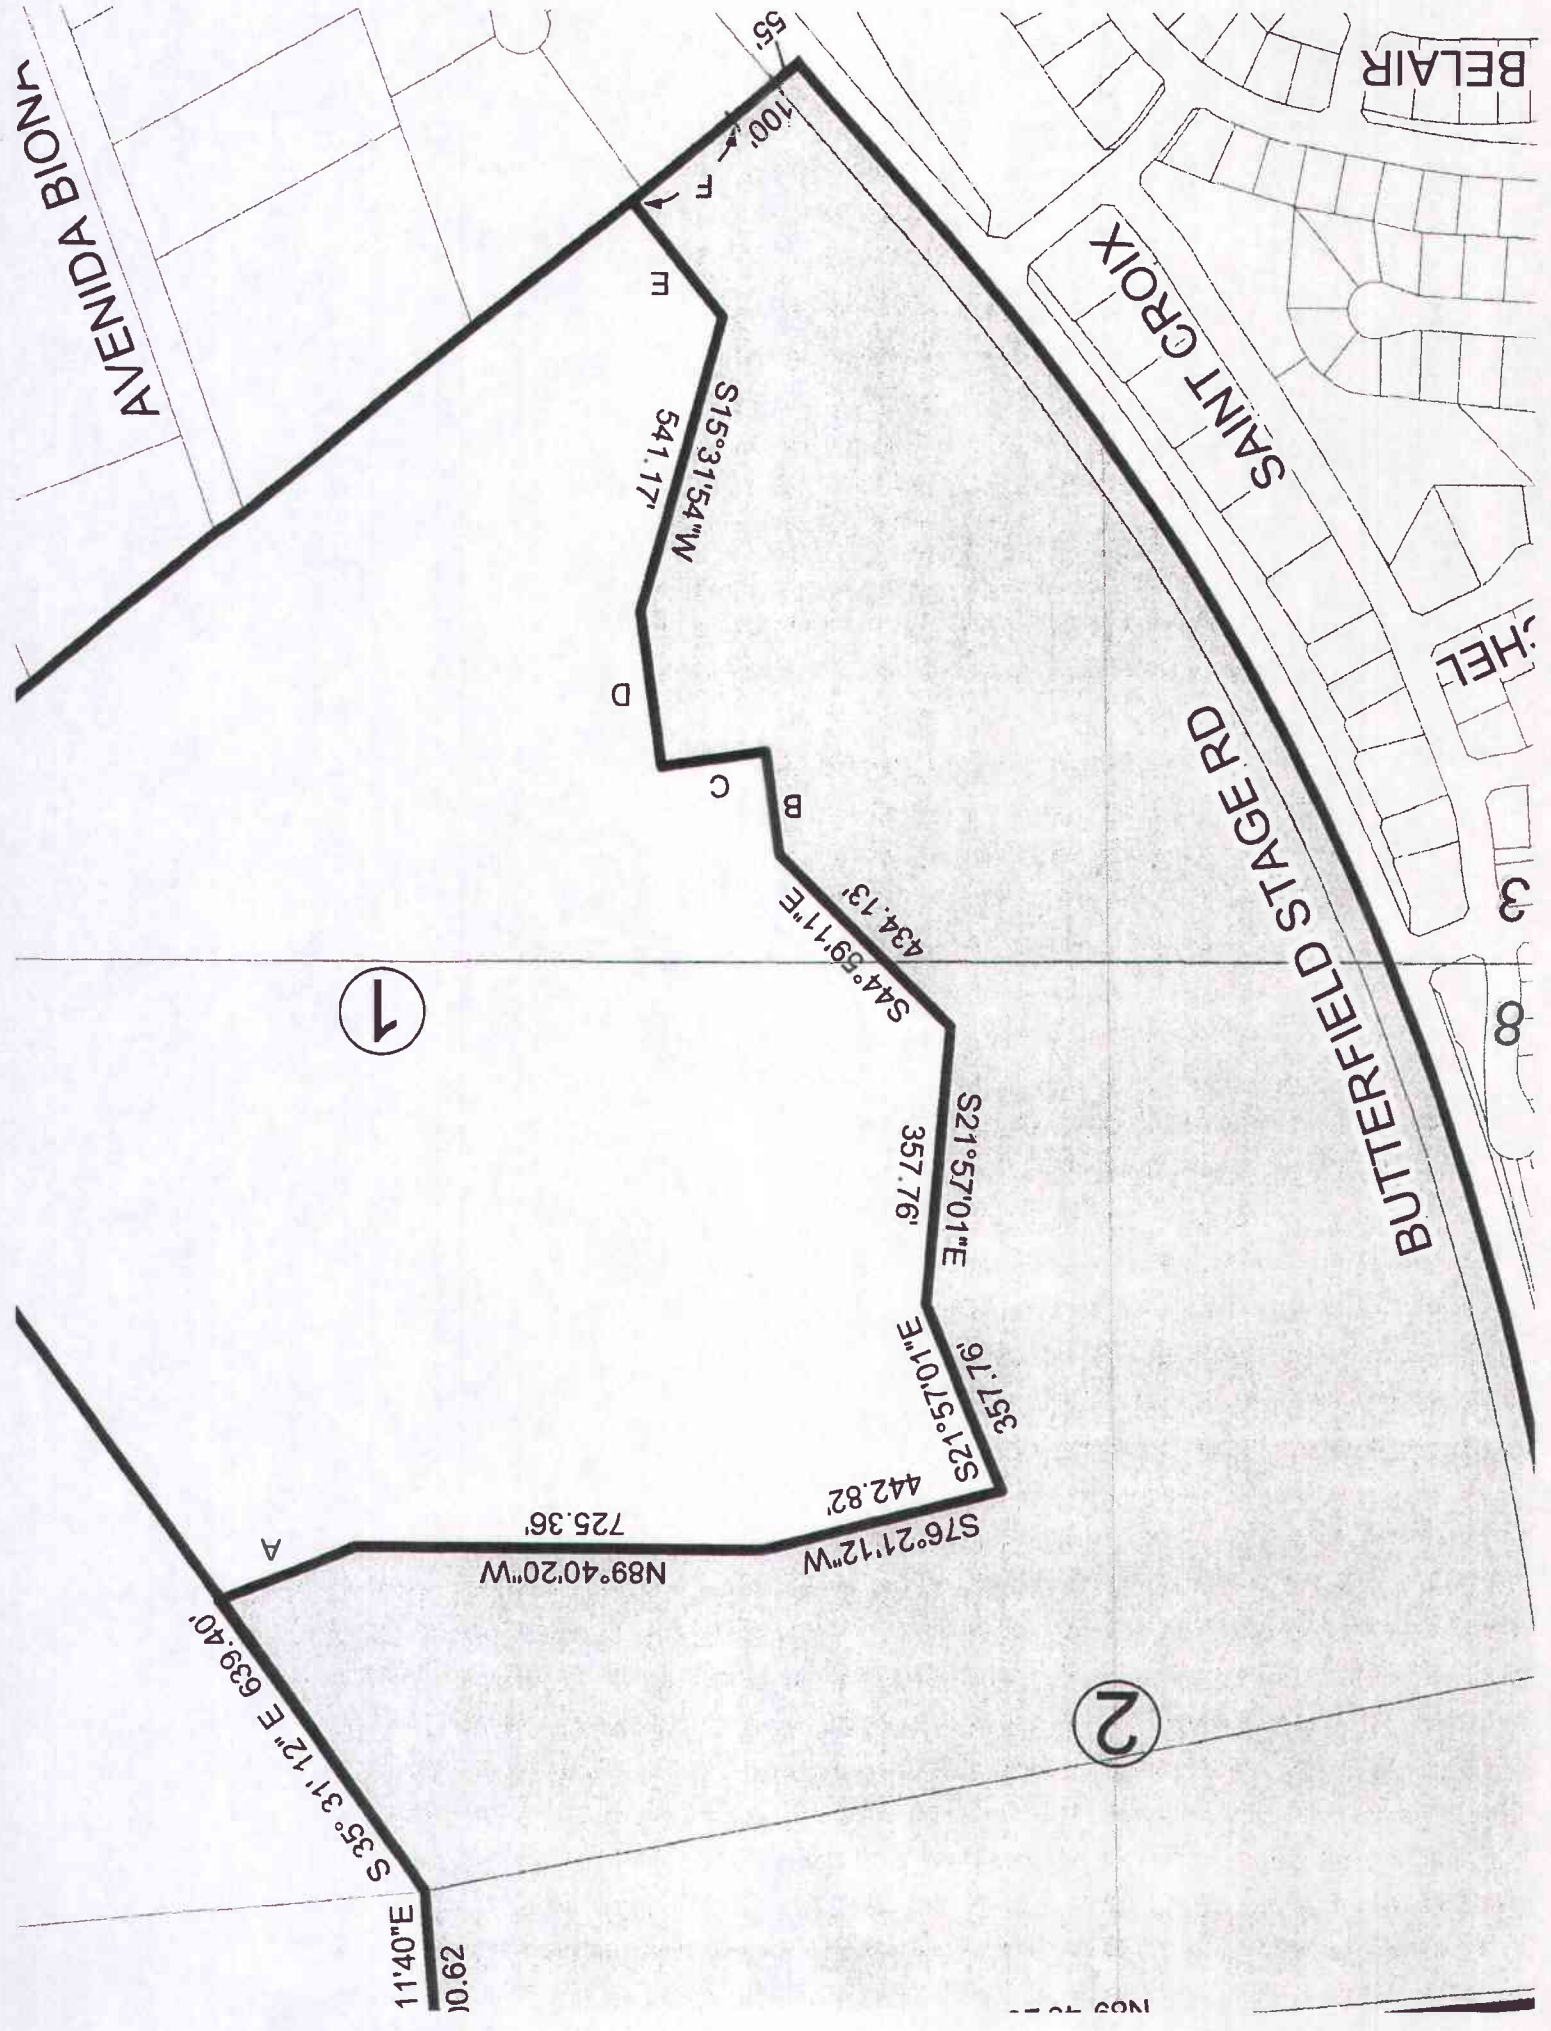 AVENIDA BIONA
BELAIR
55'
100'
F
E
SAINT CROIX
S15°31'54"W
541.17'
D
C
B
BUTTERFIELD STAGE RD
434.13'
S44°59'11"E
3
8
1
S21°57'01"E
357.76'
S21°57'01"E
357.76'
442.82'
S76°21'12"W
725.36'
N89°40'20"W
A
S 35° 31' 12" E 639.40'
2
11'40"E
0.62